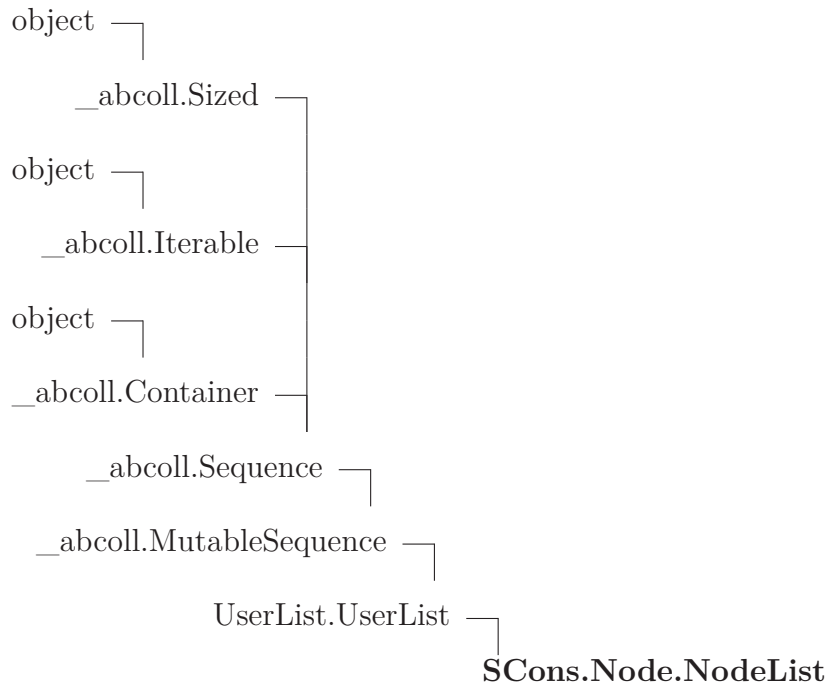 object
_abcoll.Sized
object
_abcoll.Iterable
object
_abcoll.Container
_abcoll.Sequence
_abcoll.MutableSequence
UserList.UserList
SCons.Node.NodeList